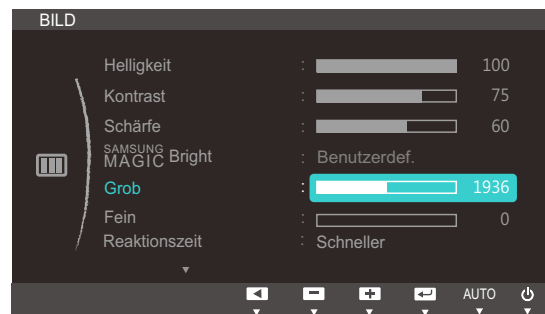 BILD
Helligkeit : 100
Kontrast : 75
Schärfe : 60
SAMSUNG MAGIC Bright : Benutzerdef.
Grob : 1936
Fein : 0
Reaktionszeit : Schneller
AUTO